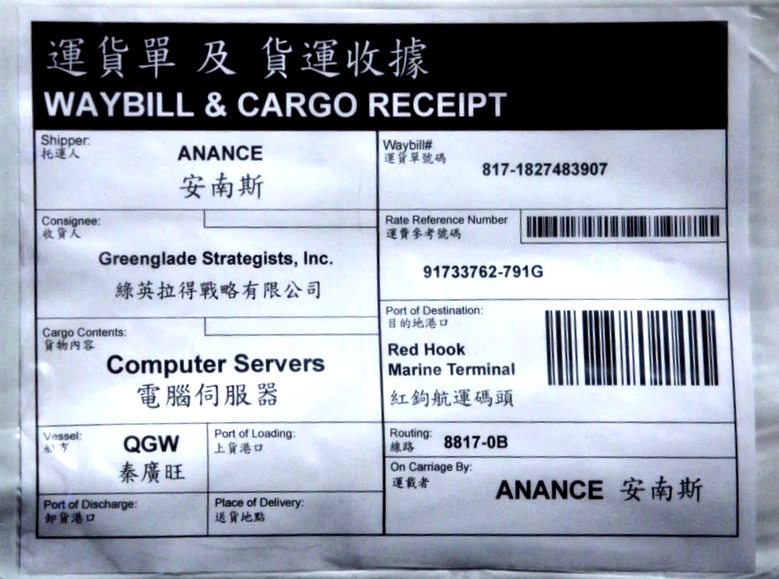 運貨單 及 貨運收據
WAYBILL & CARGO RECEIPT
Shipper:
托運人
ANANCE
安南斯
Waybill#
運貨單號碼
817-1827483907
Consignee:
收貨人
Greenglade Strategists, Inc.
綠英拉得戰略有限公司
Rate Reference Number
運費參考號碼
91733762-791G
Cargo Contents:
貨物內容
Computer Servers
電腦伺服器
Port of Destination:
目的地港口
Red Hook
Marine Terminal
紅鉤航運碼頭
Vessel:
QGW
秦廣旺
Port of Loading:
上貨港口
Routing:
線路
8817-0B
On Carriage By:
運載者
ANANCE 安南斯
Port of Discharge:
卸貨港口
Place of Delivery:
送貨地點